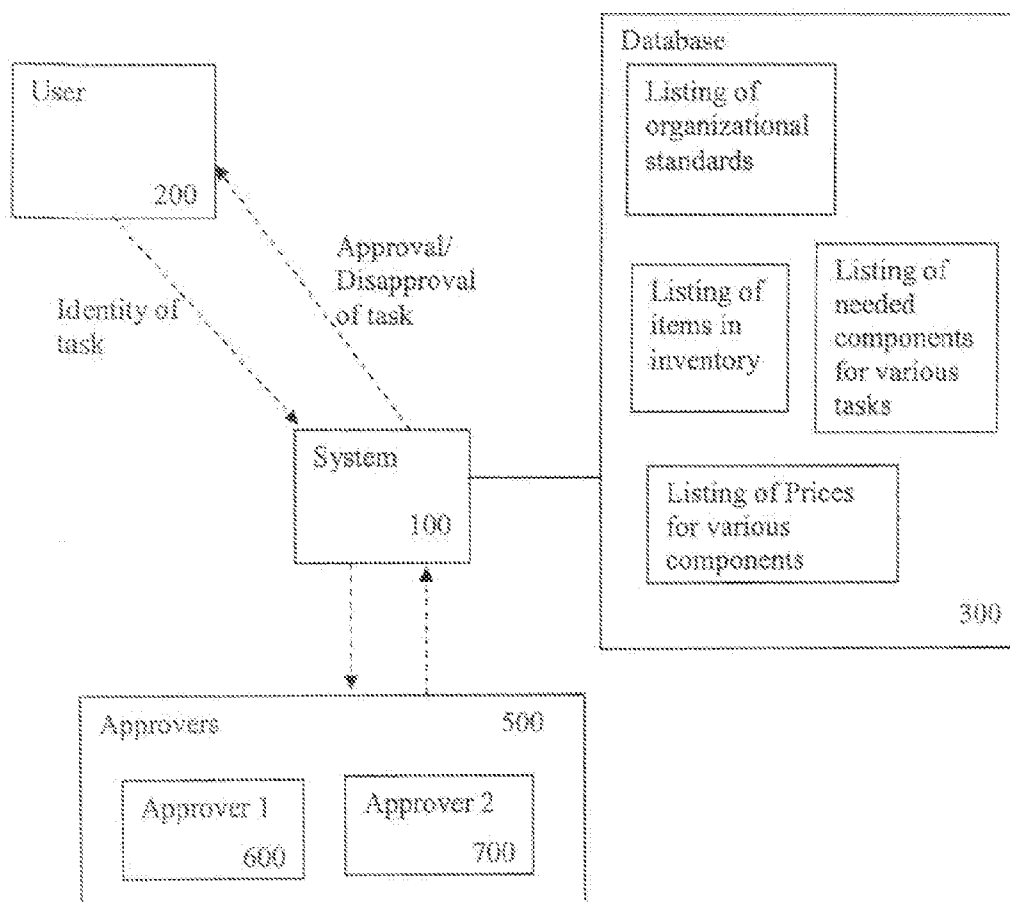 User
200
Identity of
task
Approval/
Disapproval
of task
System
100
Database
Listing of
organizational
standards
Listing of
items in
inventory
Listing of
needed
components
for various
tasks
Listing of Prices
for various
components
300
Approvers
500
Approver 1
600
Approver 2
700